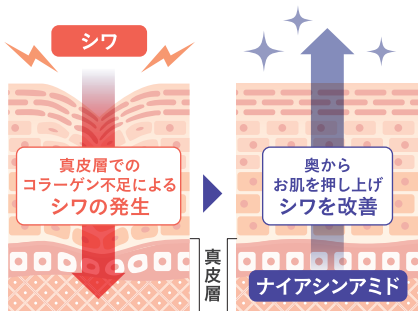 シワ
真皮層での
コラーゲン不足による
シワの発生
奥から
お肌を押し上げ
シワを改善
真皮層
ナイアシンアミド